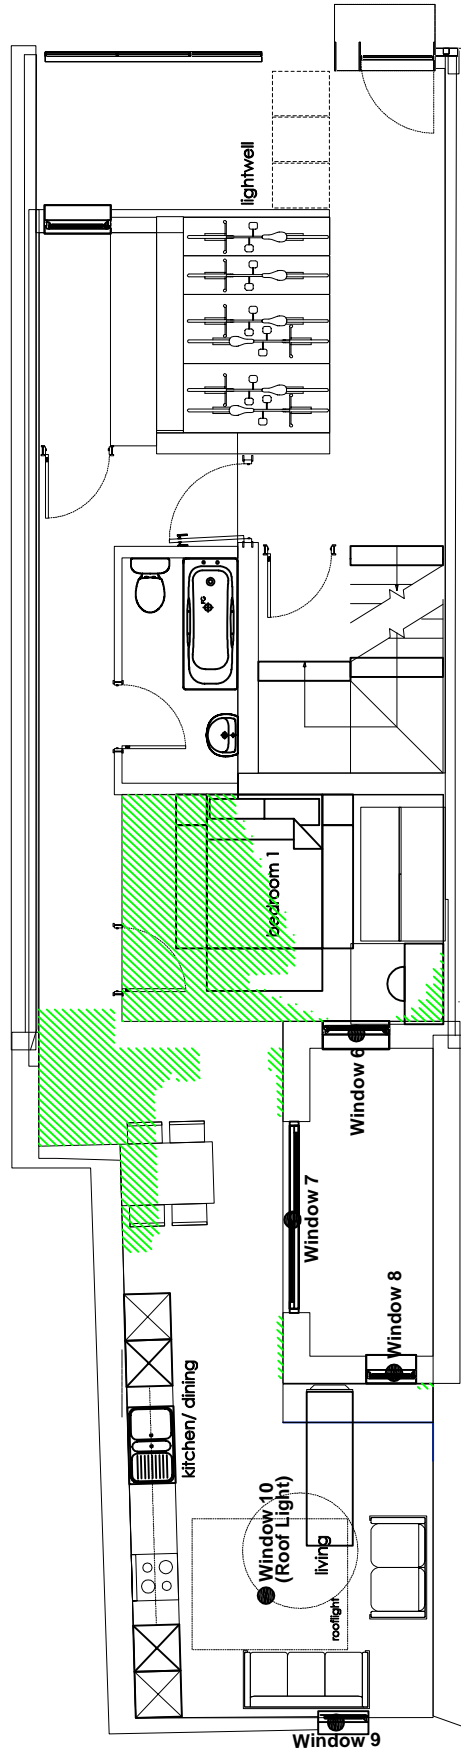 lightwell
bedroom 1
Window 6
Window 7
Window 8
kitchen/ dining
Window 10
(Roof Light)
living
rooflight
Window 9